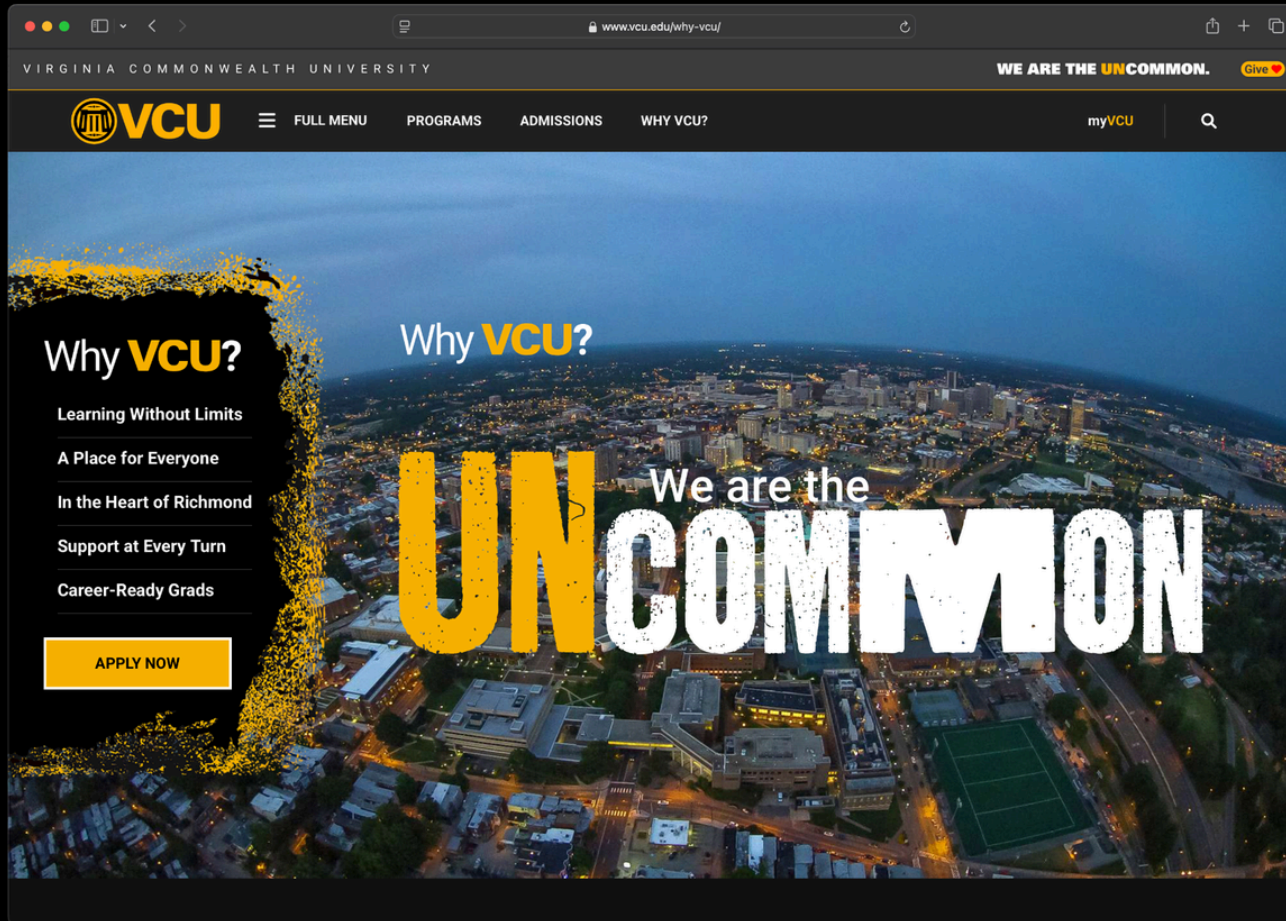 www.vcu.edu/why-vcu/
VIRGINIA COMMONWEALTH UNIVERSITY
WE ARE THE UNCOMMON.
Give
VCU
FULL MENU
PROGRAMS
ADMISSIONS
WHY VCU?
myVCU
Why VCU?
Learning Without Limits
A Place for Everyone
In the Heart of Richmond
Support at Every Turn
Career-Ready Grads
APPLY NOW
Why VCU?
We are the
UNCOMMON